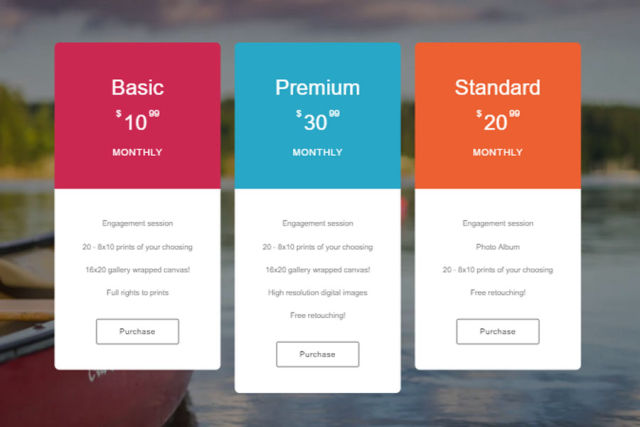 Basic
$10.99
MONTHLY
Engagement session
20 - 8x10 prints of your choosing
16x20 gallery wrapped canvas!
Full rights to prints
Purchase
Premium
$30.99
MONTHLY
Engagement session
20 - 8x10 prints of your choosing
16x20 gallery wrapped canvas!
High resolution digital images
Free retouching!
Purchase
Standard
$20.99
MONTHLY
Engagement session
Photo Album
20 - 8x10 prints of your choosing
Free retouching!
Purchase